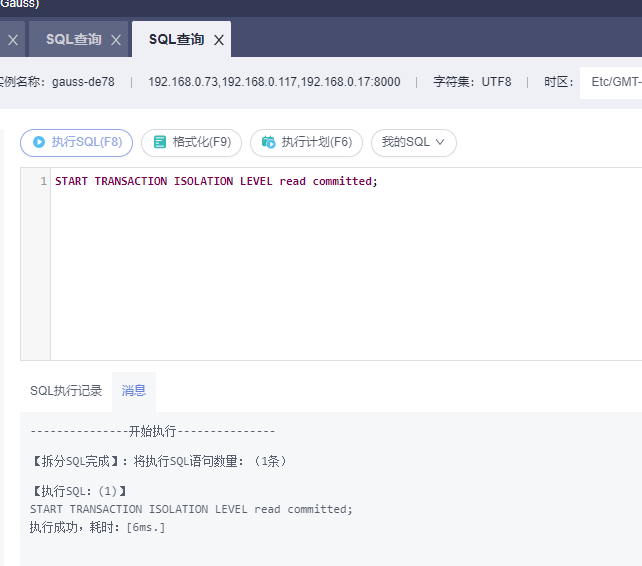 Gauss)
SQL查询 SQL查询
实例名称: gauss-de78 | 192.168.0.73,192.168.0.117,192.168.0.17:8000 | 字符集: UTF8 | 时区: Etc/GMT-
执行SQL(F8) 格式化(F9) 执行计划(F6) 我的SQL
1 START TRANSACTION ISOLATION LEVEL read committed;
SQL执行记录 消息
---------------开始执行---------------
【拆分SQL完成】: 将执行SQL语句数量: (1条)
【执行SQL: (1)】
START TRANSACTION ISOLATION LEVEL read committed;
执行成功, 耗时: [6ms.]